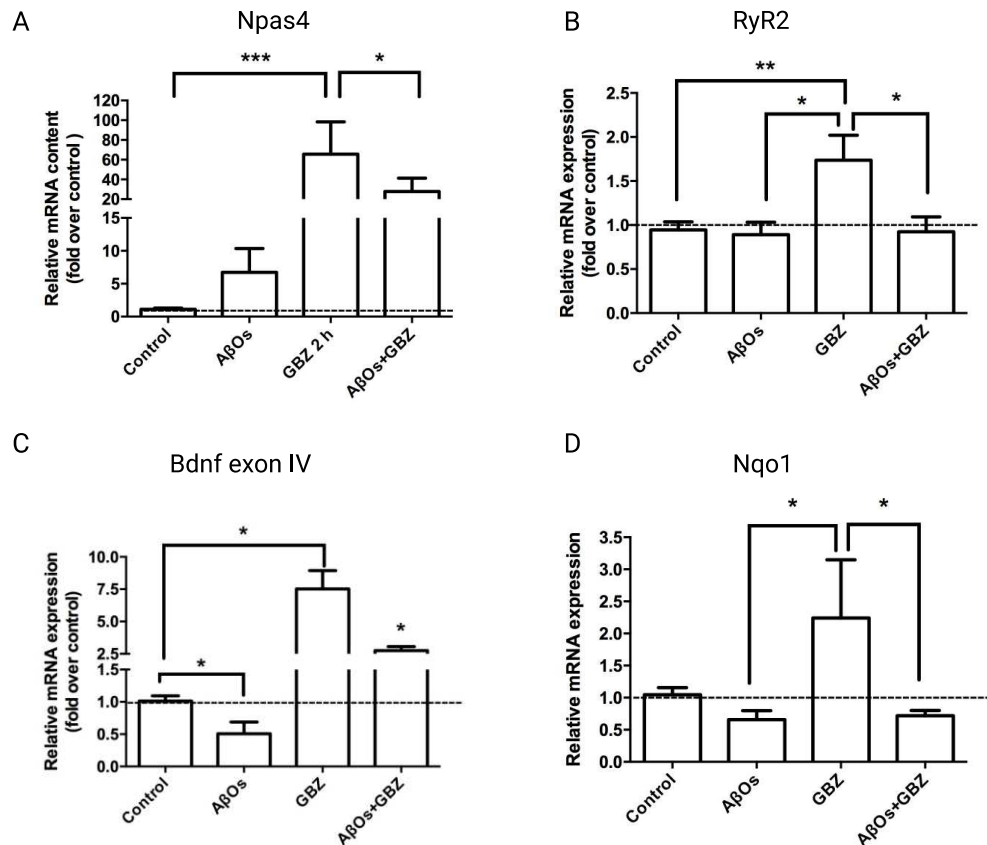 A
Npas4
***
*
Relative mRNA content
(fold over control )
120
100
80
60
40
20
15
10
5
0
Control
AβOs
GBZ 2 h
AβOs+GBZ
B
RyR2
**
*
*
Relative mRNA expression
(fold over control)
2.5
2.0
1.5
1.0
0.5
0.0
Control
AβOs
GBZ
AβOs+GBZ
C
Bdnf exon IV
*
*
*
Relative mRNA expression
(fold over control)
10.0
7.5
5.0
2.5
1.5
1.0
0.5
0.0
Control
AβOs
GBZ
AβOs+GBZ
D
Nqo1
*
*
Relative mRNA expression
3.5
3.0
2.5
2.0
1.5
1.0
0.5
0.0
Control
AβOs
GBZ
AβOs+GBZ